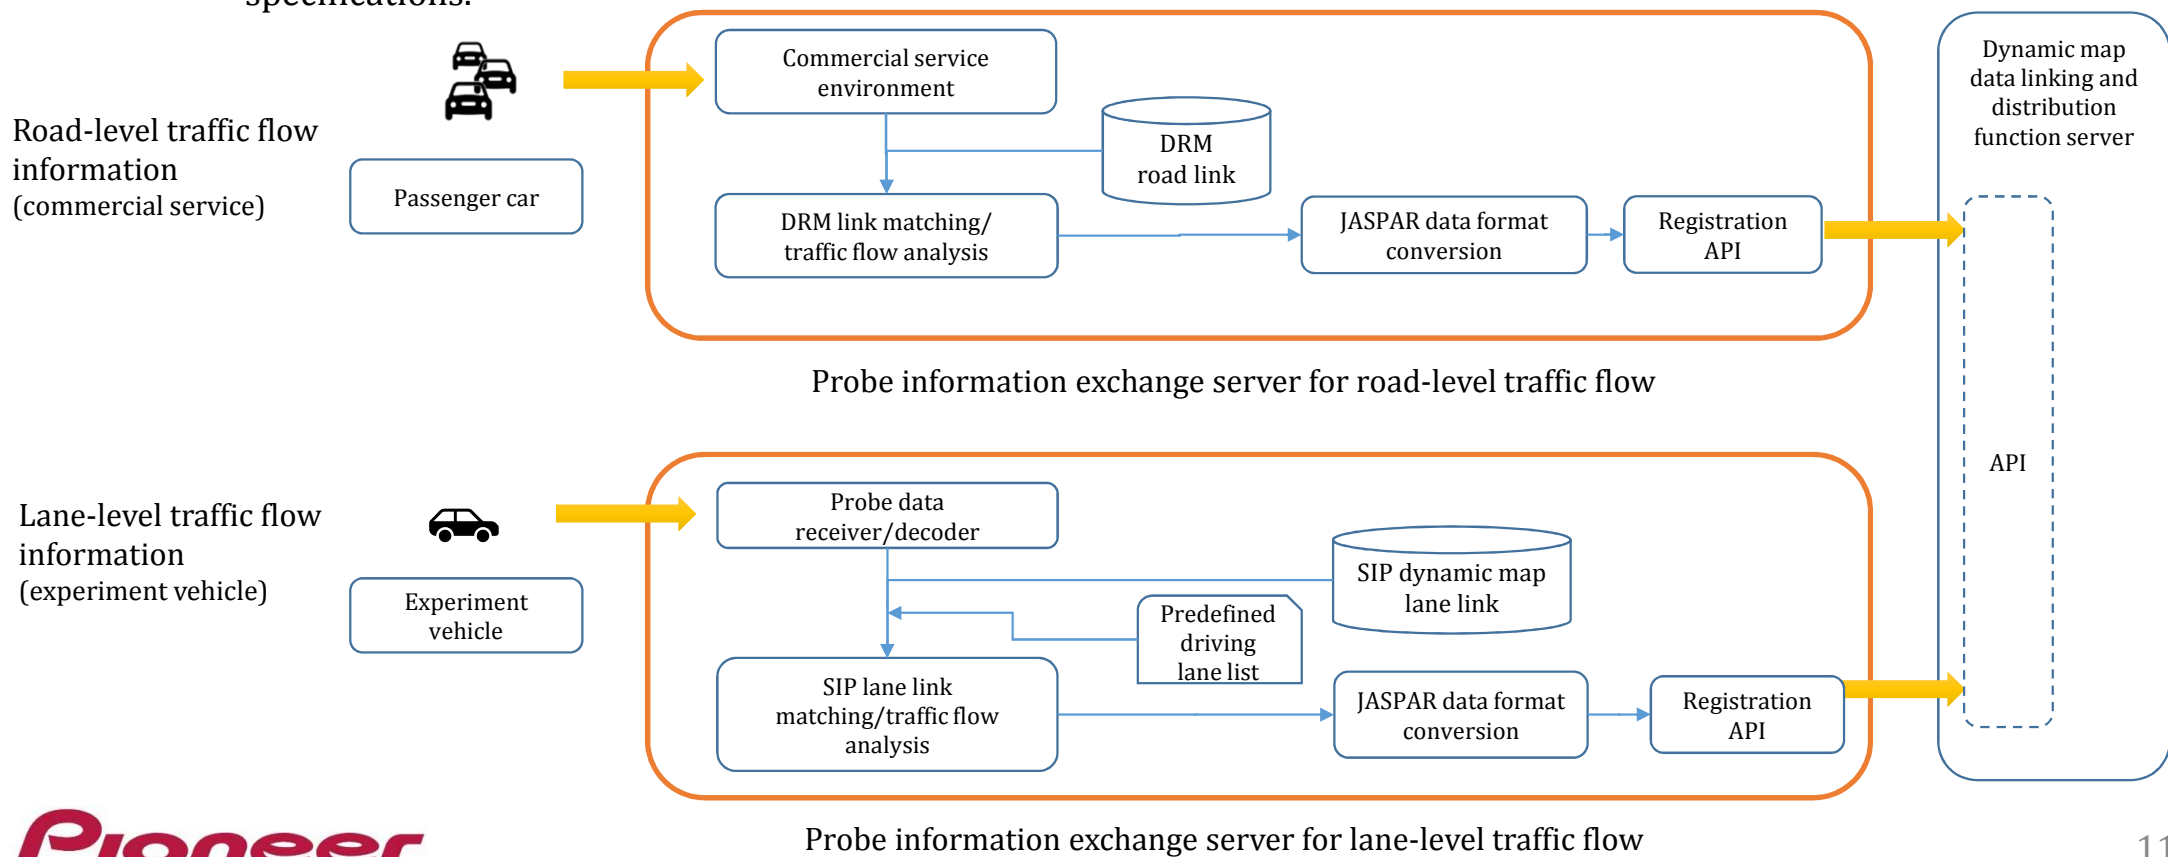 specifications.
Road-level traffic flow
information
(commercial service)
Passenger car
Commercial service
environment
DRM
road link
DRM link matching/
traffic flow analysis
JASPAR data format
conversion
Registration
API
Probe information exchange server for road-level traffic flow
Dynamic map
data linking and
distribution
function server
API
Lane-level traffic flow
information
(experiment vehicle)
Experiment
vehicle
Probe data
receiver/decoder
SIP dynamic map
lane link
Predefined
driving
lane list
SIP lane link
matching/traffic flow
analysis
JASPAR data format
conversion
Registration
API
Probe information exchange server for lane-level traffic flow
Pioneer
11